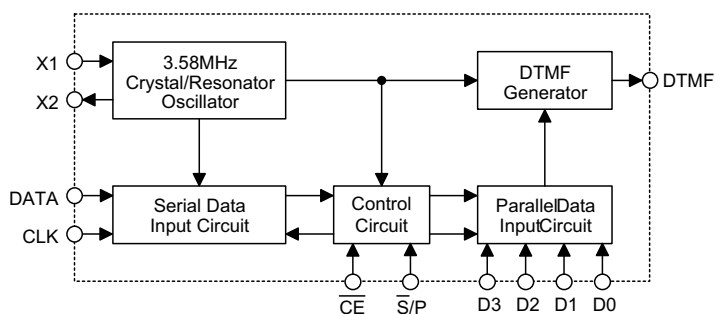 X1
X2
3.58MHz
Crystal/Resonator
Oscillator
DTMF
Generator
DTMF
DATA
CLK
Serial Data
Input Circuit
Control
Circuit
ParallelData
InputCircuit
C̅E̅
S̅/P
D3
D2
D1
D0